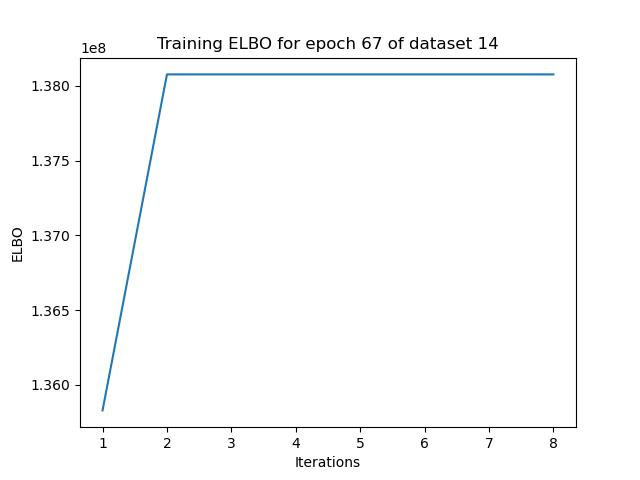 Training ELBO for epoch 67 of dataset 14
1e8
1.380
1.375
1.370
1.365
1.360
ELBO
1 2 3 4 5 6 7 8
Iterations